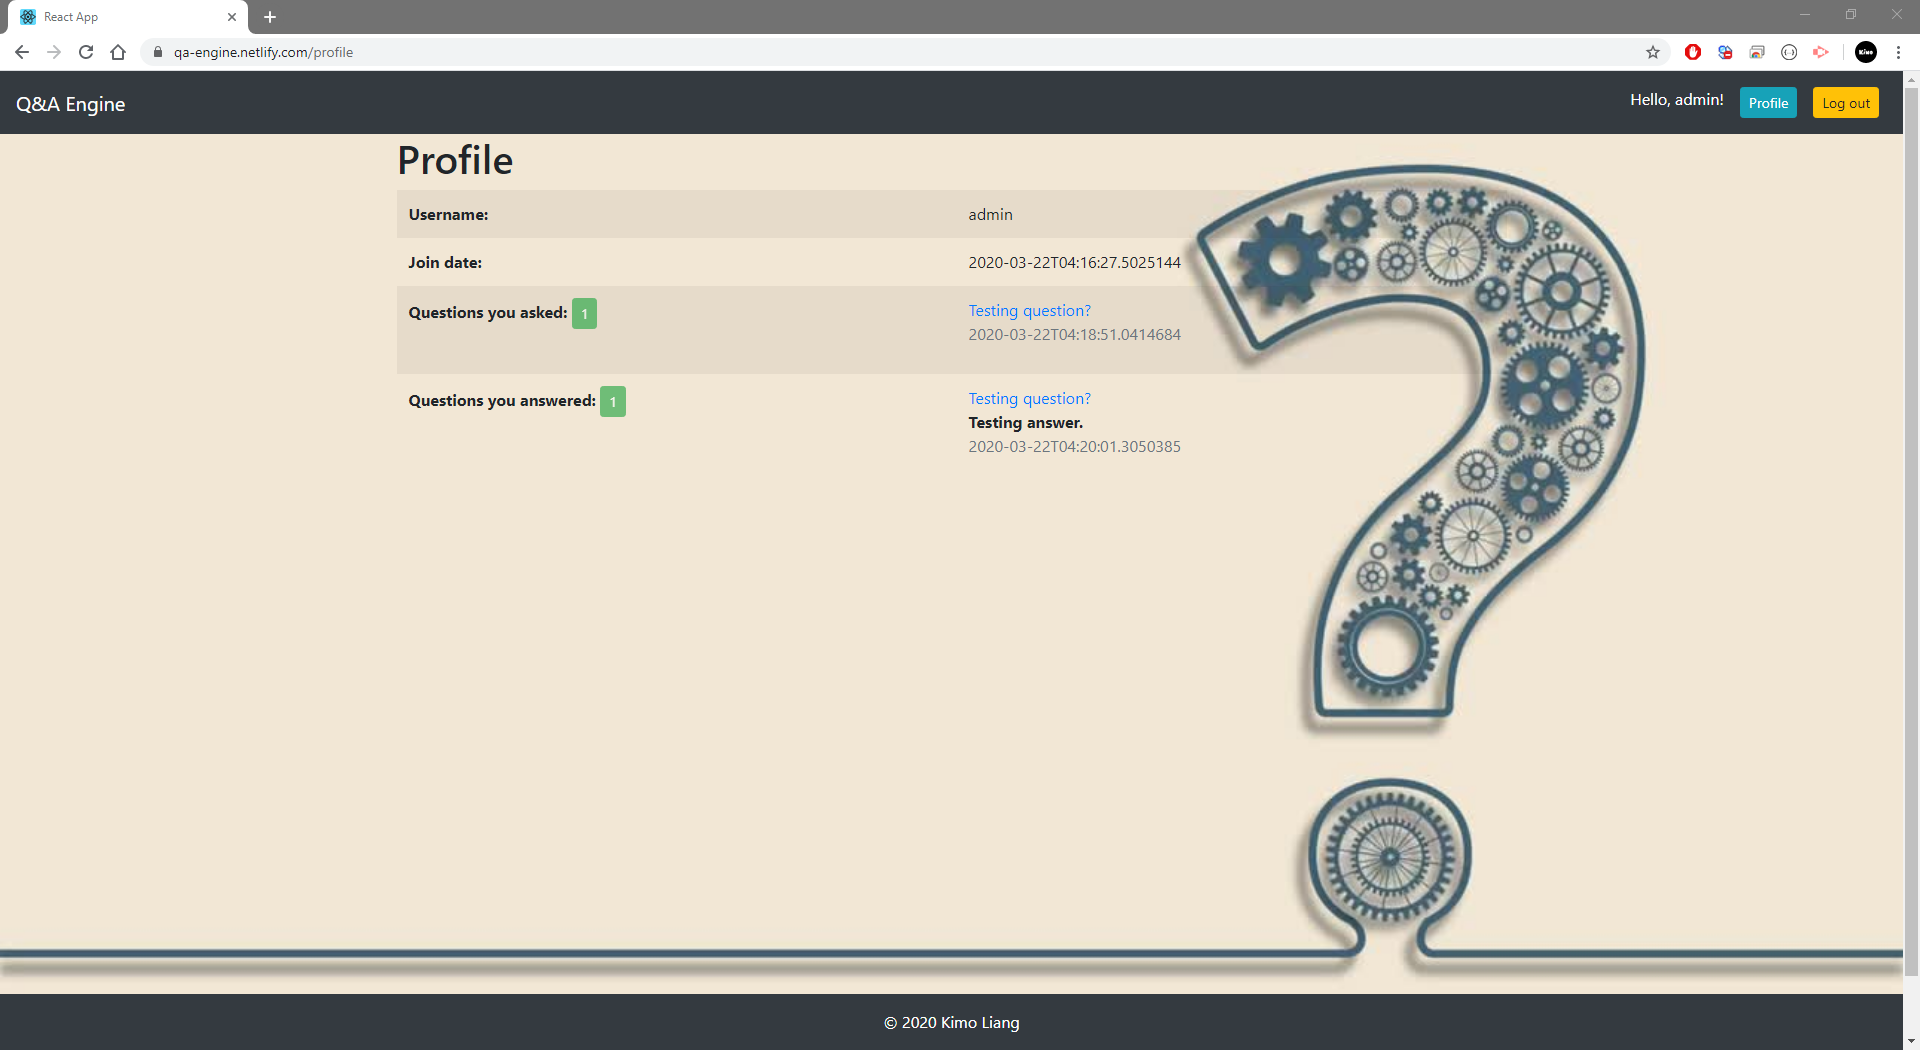 React App
qa-engine.netlify.com/profile
Q&A Engine
Hello, admin!
Profile
Log out
Profile
Username:
admin
Join date:
2020-03-22T04:16:27.5025144
Questions you asked: 1
Testing question?
2020-03-22T04:18:51.0414684
Questions you answered: 1
Testing question?
Testing answer.
2020-03-22T04:20:01.3050385
© 2020 Kimo Liang